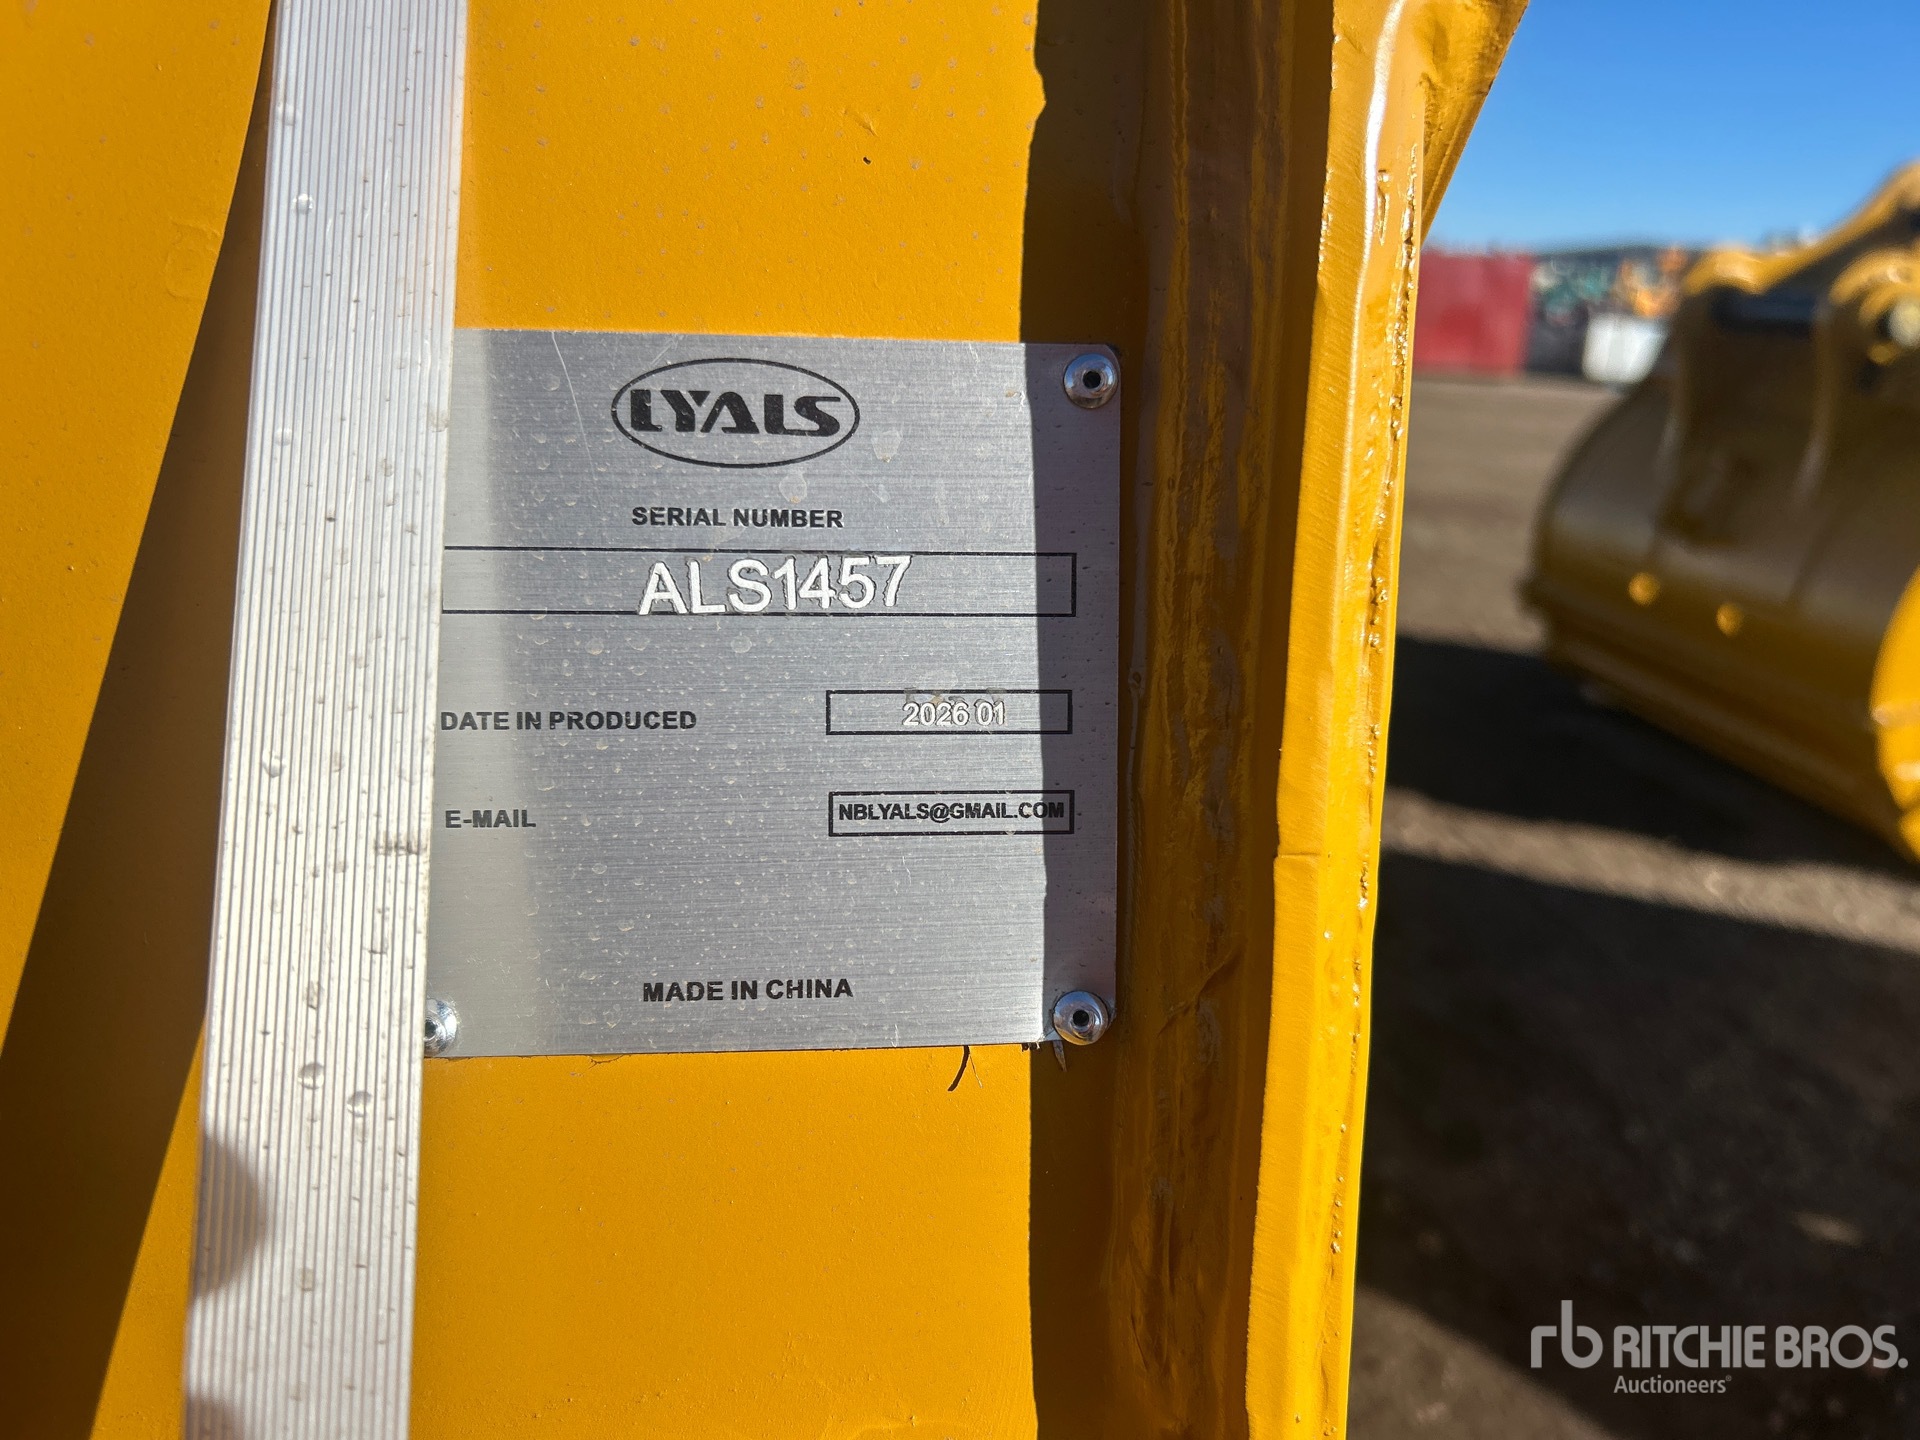 LYALS
SERIAL NUMBER
ALS1457
DATE IN PRODUCED 2026 01
E-MAIL NBLYALS@GMAIL.COM
MADE IN CHINA
rb RITCHIE BROS.
Auctioneers®